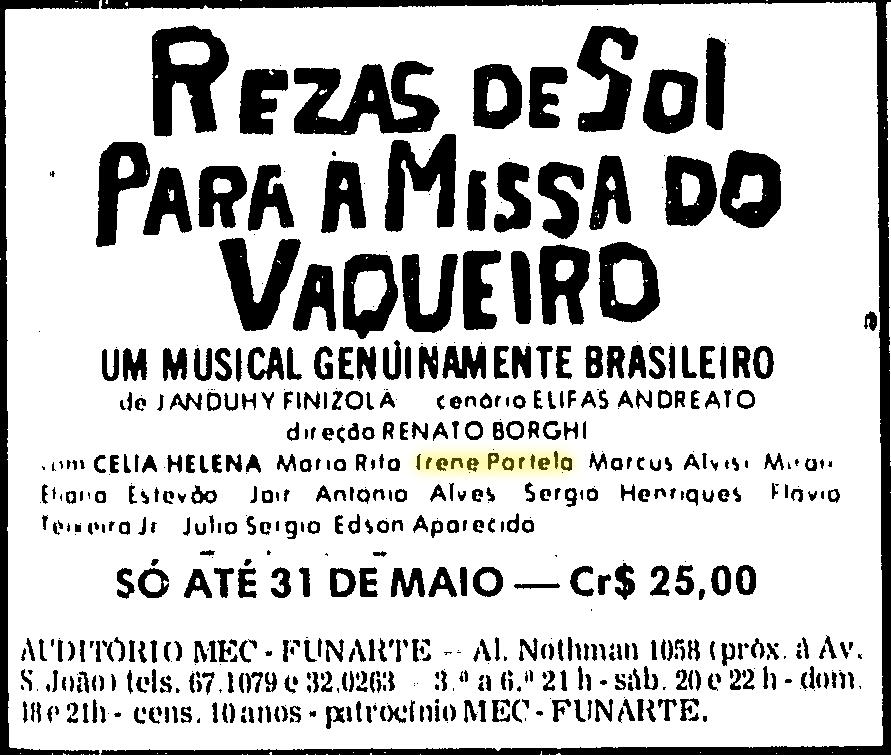 REZAS DE SOl
PARA A MISSA DO
VAQUEIRO
UM MUSICAL GENUINAMENTE BRASILEIRO
de JANDUHY FINIZOLA cenário ELIFAS ANDREATO
direção RENATO BORGHI
com CELIA HELENA Maria Rita Irene Portela Marcus Alvisi
Eliana Estevão Jair Antonio Alves Sergio Henriques Flavio
Teixeira Jr Julio Sergio Edson Aparecido
SÓ ATÉ 31 DE MAIO — Cr$ 25,00
AUDITÓRIO MEC - FUNARTE - Al. Nothman 1058 (próx. à Av.
S. João) tels. 67.1079 e 32.0263 - 3.ª a 6.ª 21 h - sáb. 20 e 22 h - dom.
18 e 21h - cens. 10 anos - patrocínio MEC - FUNARTE.